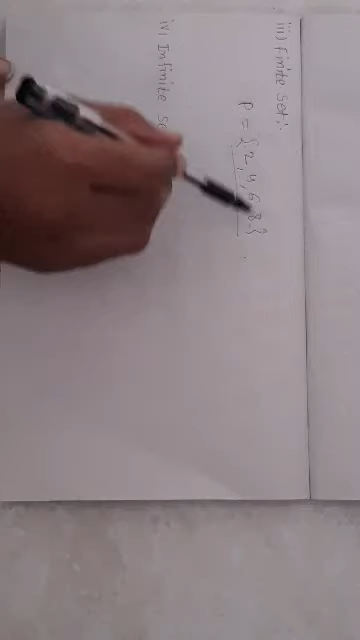 iii) Finite set:-
P = {2, 4, 6, 8}
iv) Infinite